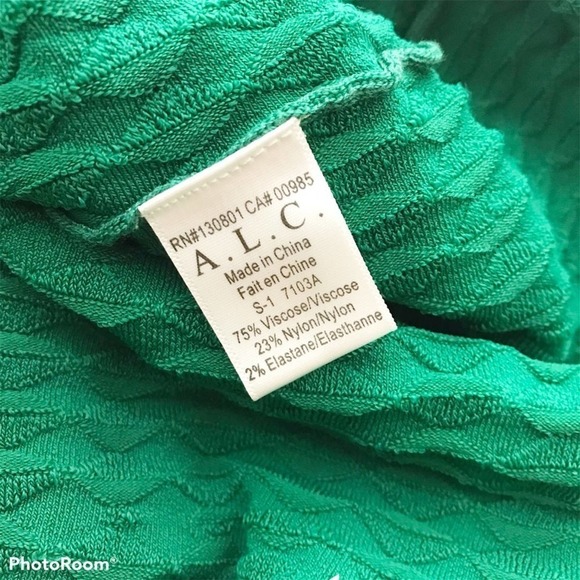 RN#130801 CA# 00985
A.L.C.
Made in China
Fait en Chine
S-1 7103A
75% Viscose/Viscose
23% Nylon/Nylon
2% Elastane/Elasthanne
PhotoRoom